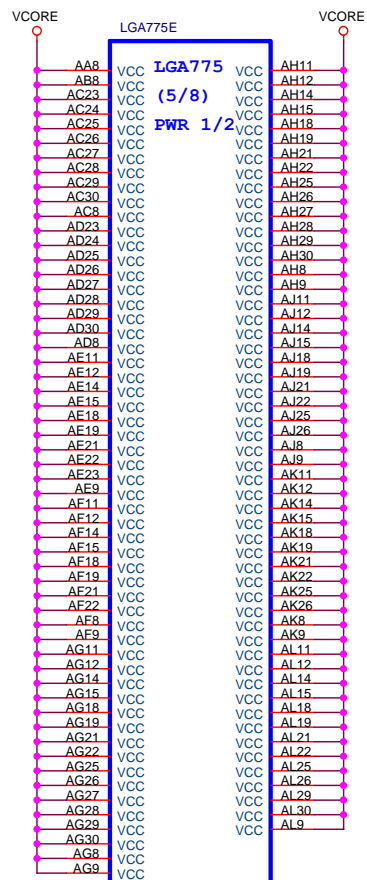 VCORE LGA775E VCORE
AA8 VCC LGA775 VCC AH11
AB8 VCC VCC AH12
AC23 VCC (5/8) VCC AH14
AC24 VCC VCC AH15
AC25 VCC PWR 1/2 VCC AH18
AC26 VCC VCC AH19
AC27 VCC VCC AH21
AC28 VCC VCC AH22
AC29 VCC VCC AH25
AC30 VCC VCC AH26
AC8 VCC VCC AH27
AD23 VCC VCC AH28
AD24 VCC VCC AH29
AD25 VCC VCC AH30
AD26 VCC VCC AH8
AD27 VCC VCC AH9
AD28 VCC VCC AJ11
AD29 VCC VCC AJ12
AD30 VCC VCC AJ14
AD8 VCC VCC AJ15
AE11 VCC VCC AJ18
AE12 VCC VCC AJ19
AE14 VCC VCC AJ21
AE15 VCC VCC AJ22
AE18 VCC VCC AJ25
AE19 VCC VCC AJ26
AE21 VCC VCC AJ8
AE22 VCC VCC AJ9
AE23 VCC VCC AK11
AE9 VCC VCC AK12
AF11 VCC VCC AK14
AF12 VCC VCC AK15
AF14 VCC VCC AK18
AF15 VCC VCC AK19
AF18 VCC VCC AK21
AF19 VCC VCC AK22
AF21 VCC VCC AK25
AF22 VCC VCC AK26
AF8 VCC VCC AK8
AF9 VCC VCC AK9
AG11 VCC VCC AL11
AG12 VCC VCC AL12
AG14 VCC VCC AL14
AG15 VCC VCC AL15
AG18 VCC VCC AL18
AG19 VCC VCC AL19
AG21 VCC VCC AL21
AG22 VCC VCC AL22
AG25 VCC VCC AL25
AG26 VCC VCC AL26
AG27 VCC VCC AL29
AG28 VCC VCC AL30
AG29 VCC VCC AL9
AG30 VCC
AG8 VCC
AG9 VCC